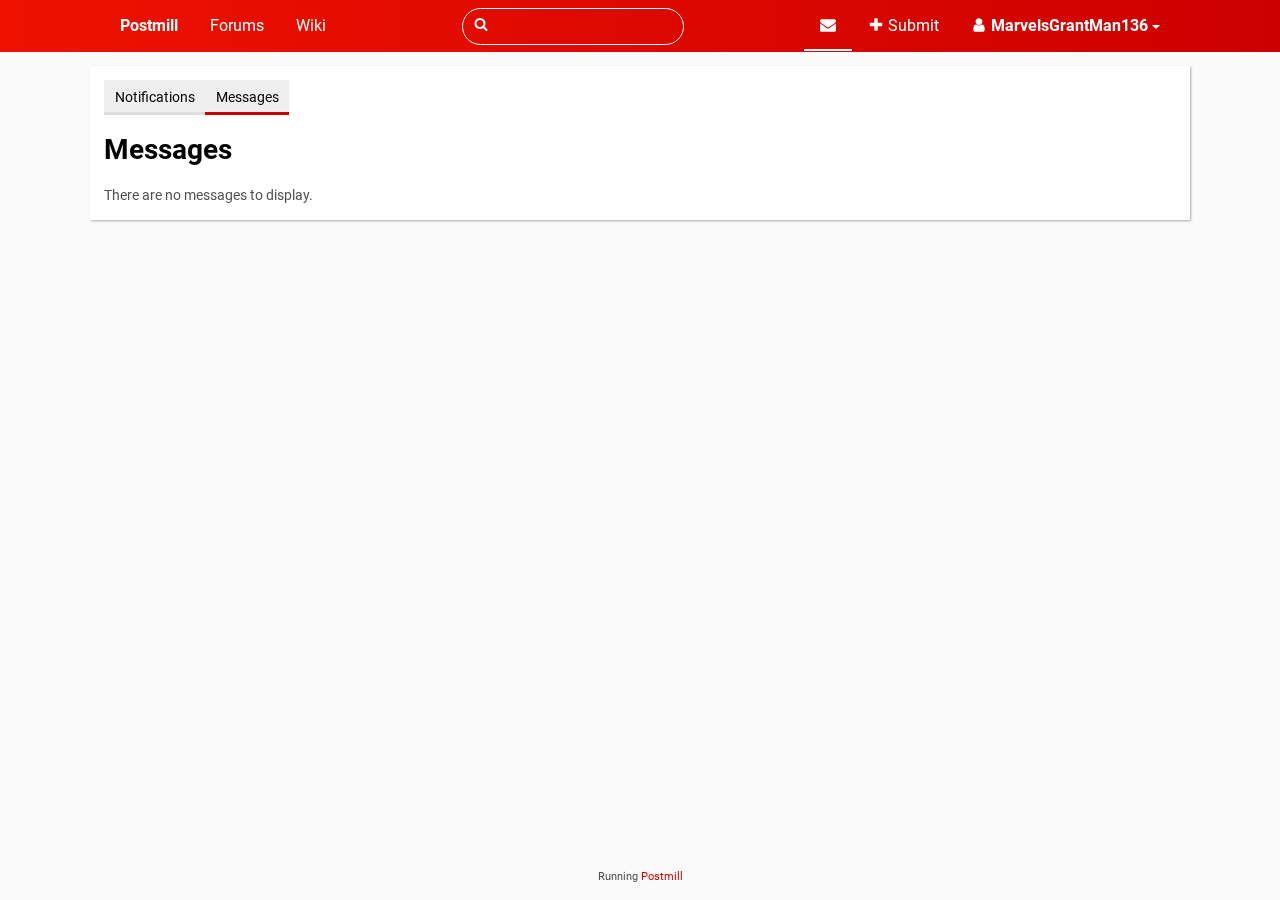 Postmill Forums Wiki Submit MarvelsGrantMan136
Notifications Messages
Messages
There are no messages to display.
Running Postmill